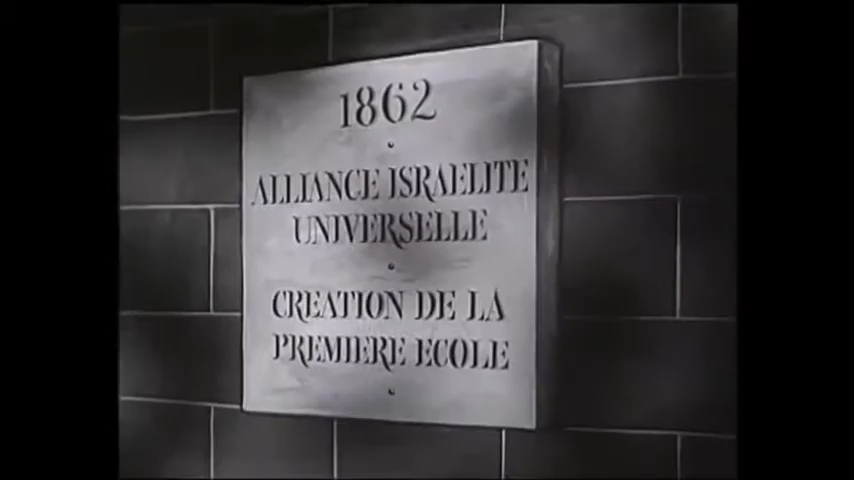 1862
ALLIANCE ISRAELITE
UNIVERSELLE
CREATION DE LA
PREMIERE ECOLE